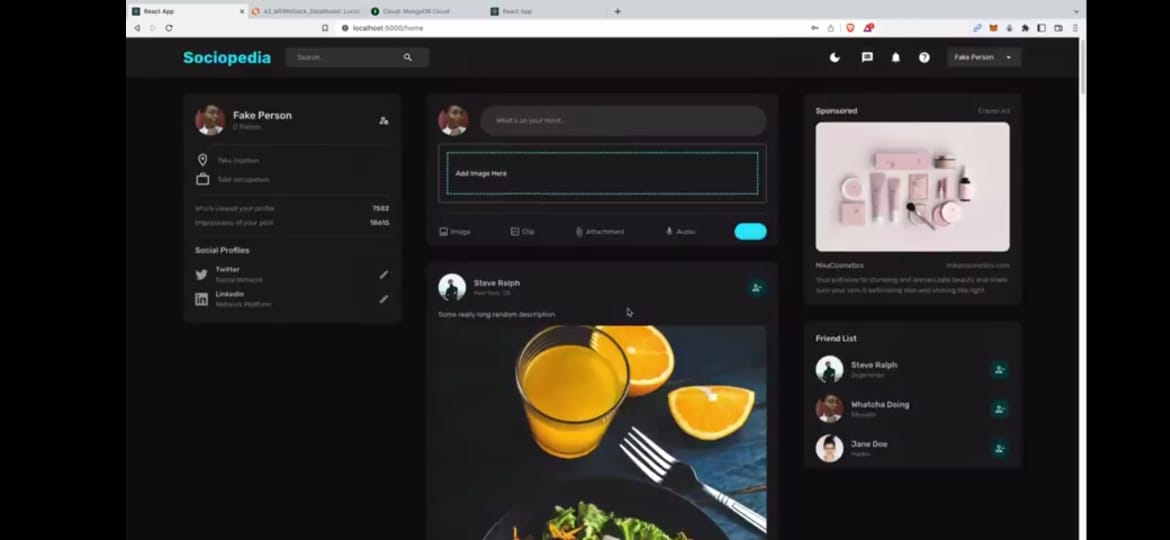 React App
43_MERNStack_DataModel: Lucid
Cloud: MongoDB Cloud
React App
localhost:5000/home
Sociopedia
Search...
Fake Person
Fake Person
0 friends
Fake location
Fake occupation
Who's viewed your profile
7502
Impressions of your post
Social Profiles
Twitter
Social Network
Linkedin
Network Platform
What's on your mind...
Add Image Here
Image
Clip
Attachment
Audio
Steve Ralph
New York, CA
Some really long random description
Sponsored
Create Ad
MikaCosmetics
mikacosmetics.com
Your pathway to stunning and immaculate beauty and made
sure your skin is exfoliating skin and shining like light.
Friend List
Steve Ralph
Degenerate
Whatcha Doing
Educator
Jane Doe
Hacker